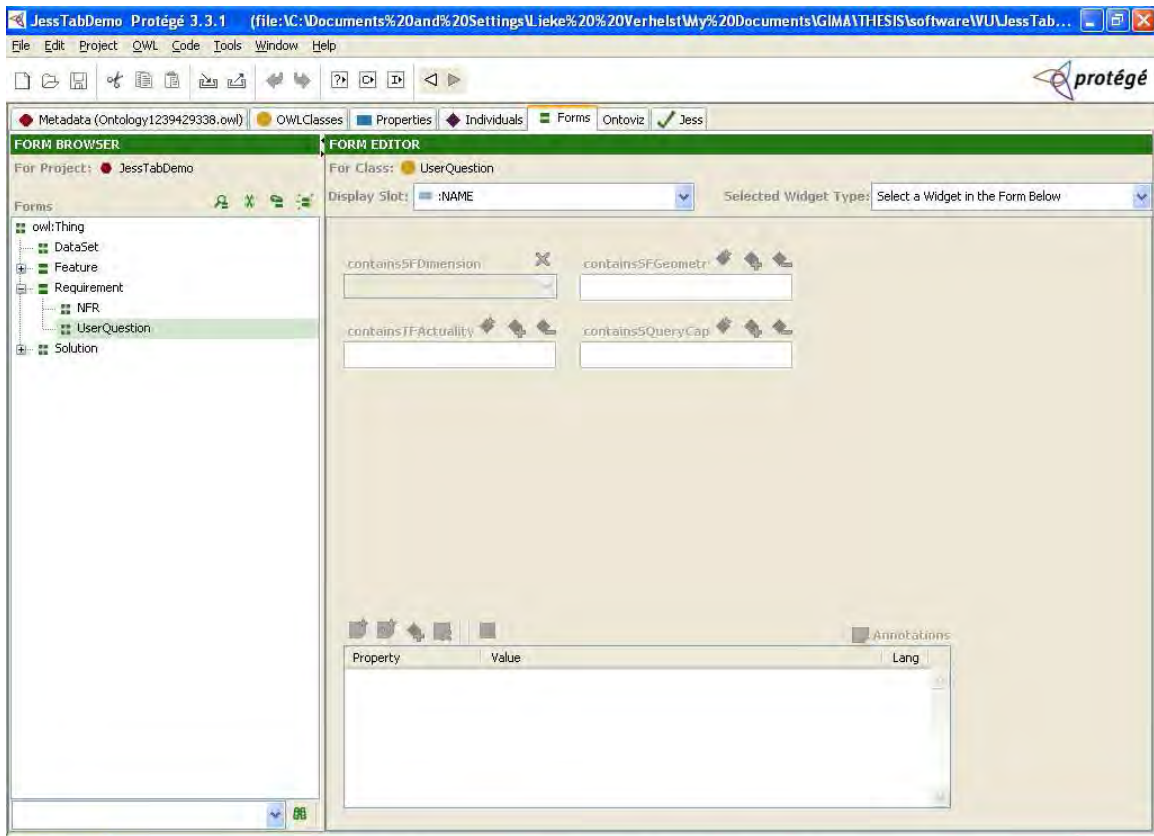 JessTabDemo Protégé 3.3.1 (file:\C:\Documents%20and%20Settings\Lieke%20%20Verhelst\My%20Documents\GIMA\THESIS\software\VU\JessTab...
File Edit Project OWL Code Tools Window Help
protégé
Metadata (Ontology1239429338.owl) OWLClasses Properties Individuals Forms Ontoviz Jess
FORM BROWSER
For Project: JessTabDemo
Forms
owl:Thing
DataSet
Feature
Requirement
NFR
UserQuestion
Solution
FORM EDITOR
For Class: UserQuestion
Display Slot: :NAME Selected Widget Type: Select a Widget in the Form Below
containsSFDimension containsSFGeometr
containsTFActuality containsSQueryCap
Annotations
Property Value Lang